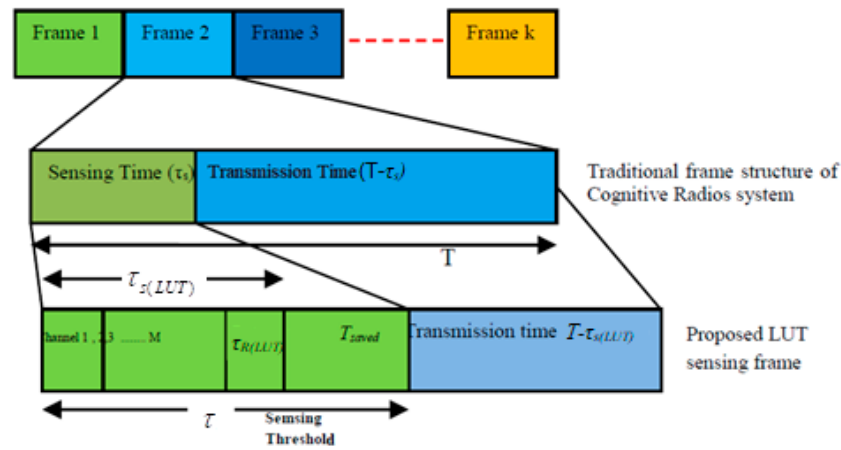 Frame 1
Frame 2
Frame 3
Frame k
Sensing Time (τs)
Transmission Time (T-τs)
Traditional frame structure of
Cognitive Radios system
T
τs(LUT)
hannel 1 , 2,3 ........ M
τR(LUT)
Tsaved
Transmission time T-τs(LUT)
Proposed LUT
sensing frame
τ
Semsing
Threshold